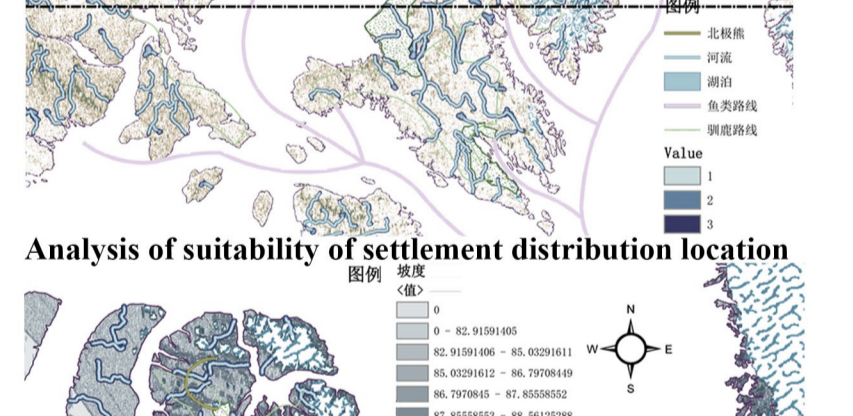 图例
北极熊
河流
湖泊
鱼类路线
驯鹿路线
Value
1
2
3
Analysis of suitability of settlement distribution location
图例
坡度
<值>
0
0 - 82.91591405
82.91591406 - 85.03291611
85.03291612 - 86.79708449
86.7970845 - 87.85558552
N
W
E
S